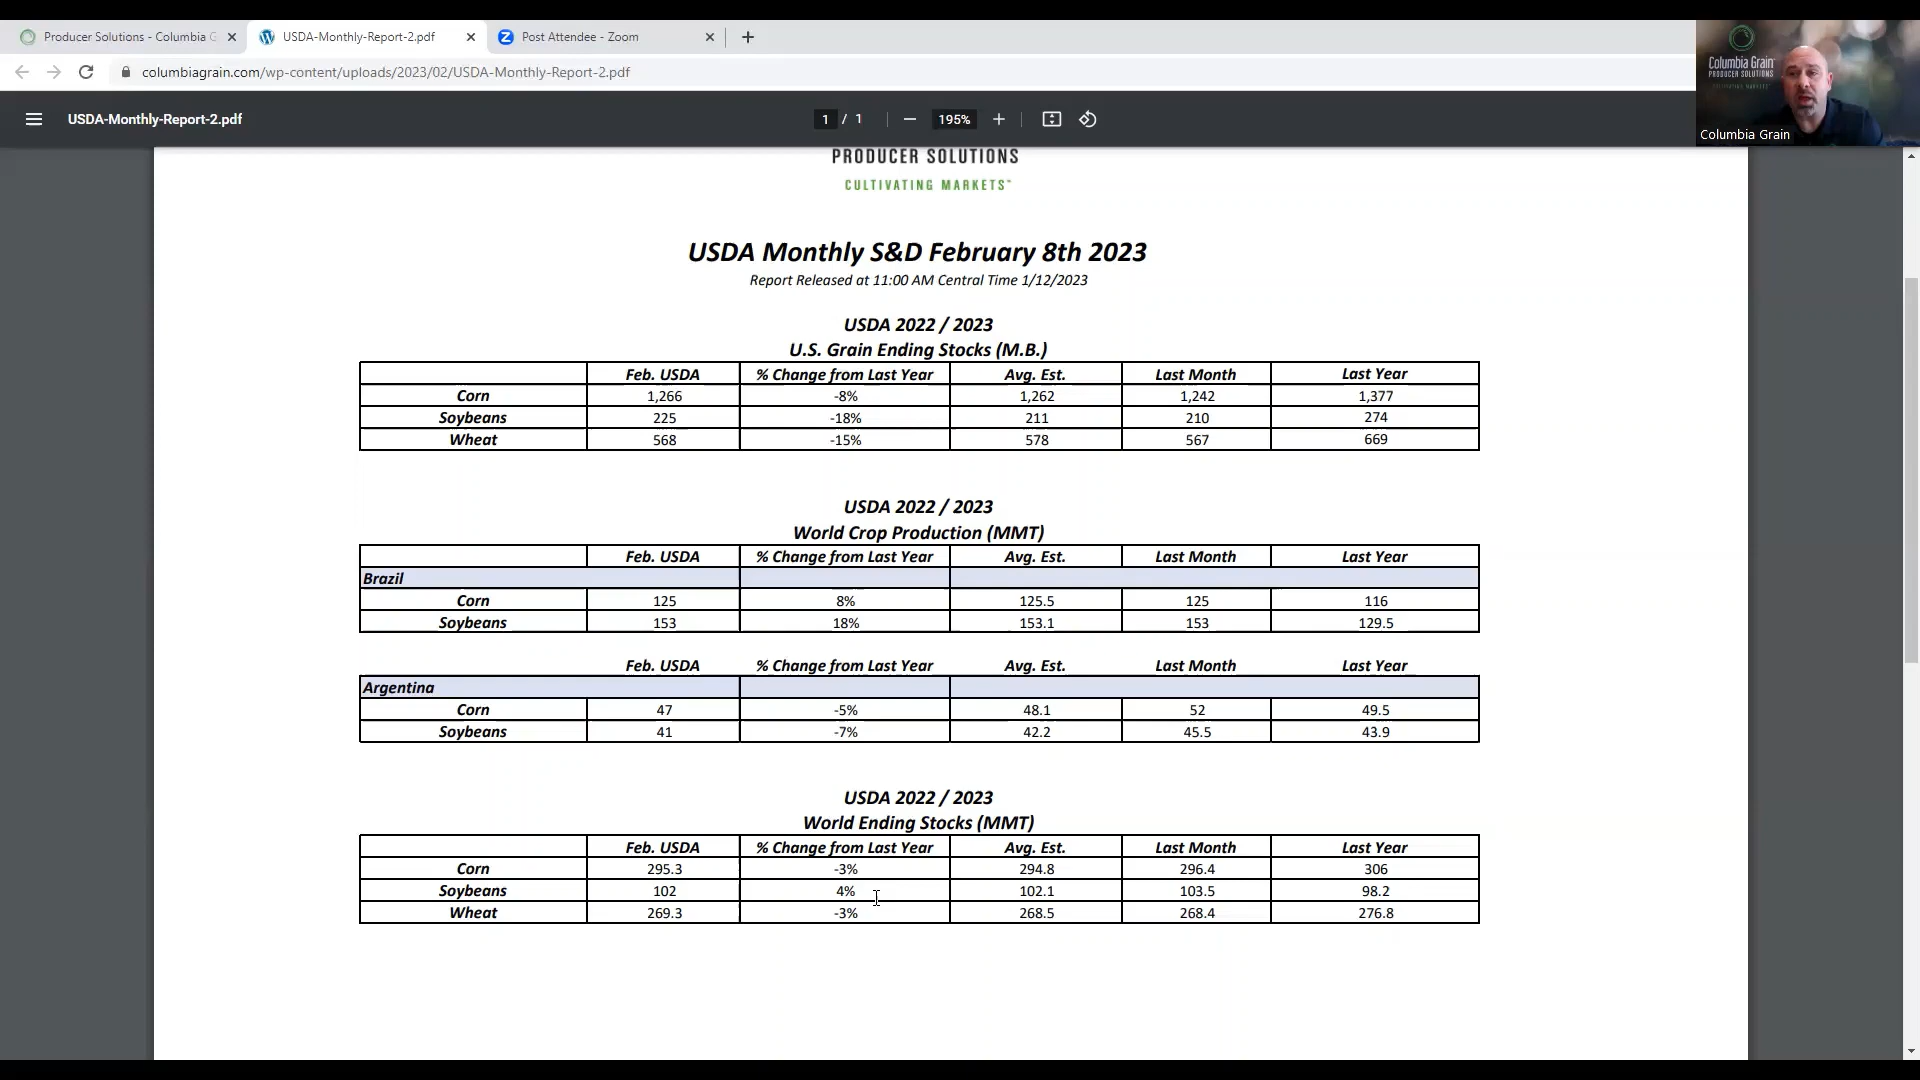 Producer Solutions - Columbia G
USDA-Monthly-Report-2.pdf
Post Attendee - Zoom
columbiagrain.com/wp-content/uploads/2023/02/USDA-Monthly-Report-2.pdf
Columbia Grain
PRODUCER SOLUTIONS
USDA-Monthly-Report-2.pdf
1 / 1
195%
Columbia Grain
PRODUCER SOLUTIONS
CULTIVATING MARKETS™
USDA Monthly S&D February 8th 2023
Report Released at 11:00 AM Central Time 1/12/2023
USDA 2022 / 2023
U.S. Grain Ending Stocks (M.B.)
Feb. USDA % Change from Last Year Avg. Est. Last Month Last Year
Corn 1,266 -8% 1,262 1,242 1,377
Soybeans 225 -18% 211 210 274
Wheat 568 -15% 578 567 669
USDA 2022 / 2023
World Crop Production (MMT)
Feb. USDA % Change from Last Year Avg. Est. Last Month Last Year
Brazil
Corn 125 8% 125.5 125 116
Soybeans 153 18% 153.1 153 129.5
Feb. USDA % Change from Last Year Avg. Est. Last Month Last Year
Argentina
Corn 47 -5% 48.1 52 49.5
Soybeans 41 -7% 42.2 45.5 43.9
USDA 2022 / 2023
World Ending Stocks (MMT)
Feb. USDA % Change from Last Year Avg. Est. Last Month Last Year
Corn 295.3 -3% 294.8 296.4 306
Soybeans 102 4% 102.1 103.5 98.2
Wheat 269.3 -3% 268.5 268.4 276.8